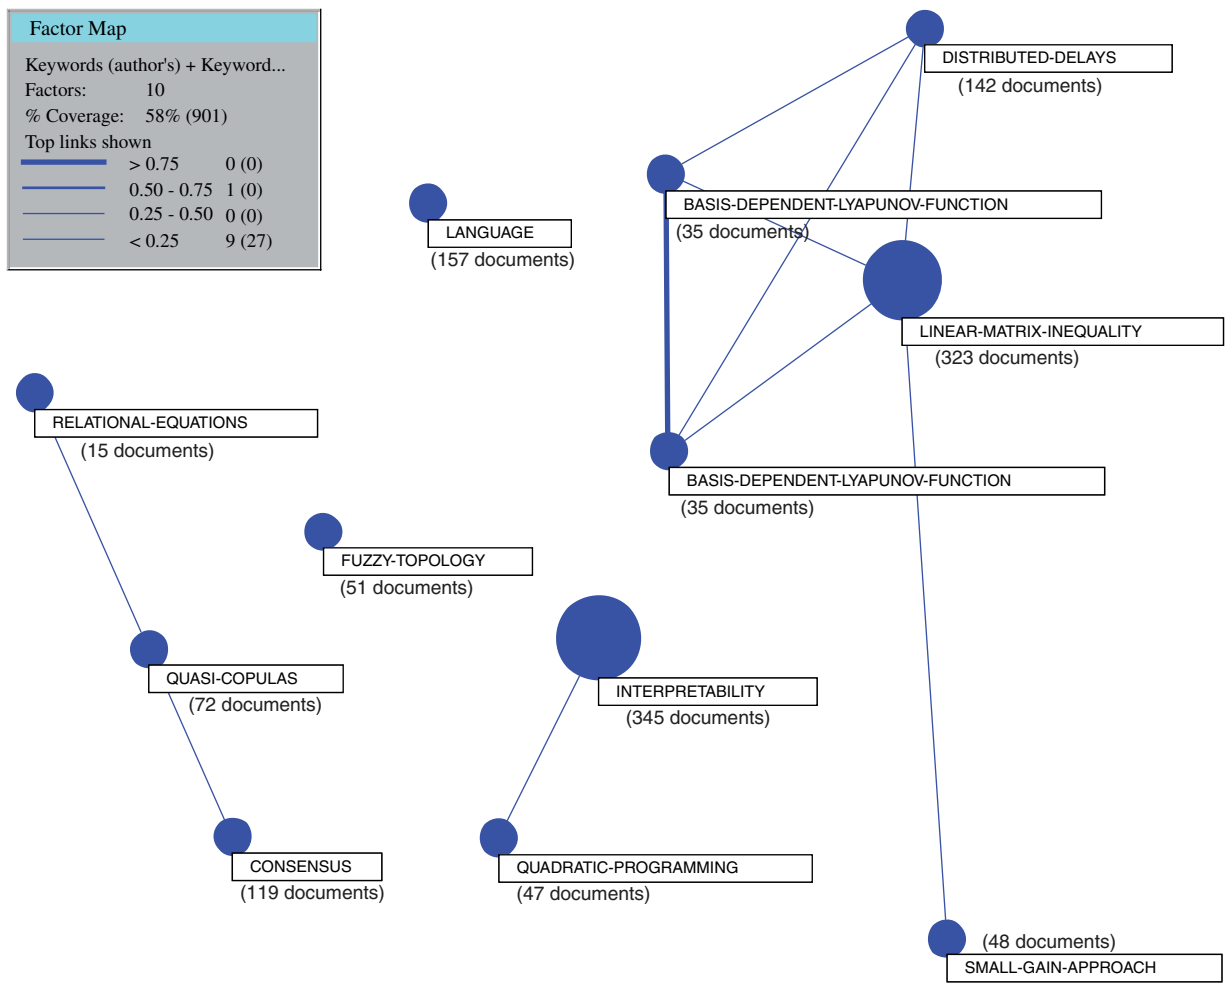 Factor Map
Keywords (author's) + Keyword...
Factors: 10
% Coverage: 58% (901)
Top links shown
> 0.75 0 (0)
0.50 - 0.75 1 (0)
0.25 - 0.50 0 (0)
< 0.25 9 (27)
DISTRIBUTED-DELAYS
(142 documents)
BASIS-DEPENDENT-LYAPUNOV-FUNCTION
(35 documents)
LANGUAGE
(157 documents)
LINEAR-MATRIX-INEQUALITY
(323 documents)
RELATIONAL-EQUATIONS
(15 documents)
BASIS-DEPENDENT-LYAPUNOV-FUNCTION
(35 documents)
FUZZY-TOPOLOGY
(51 documents)
QUASI-COPULAS
(72 documents)
INTERPRETABILITY
(345 documents)
CONSENSUS
(119 documents)
QUADRATIC-PROGRAMMING
(47 documents)
(48 documents)
SMALL-GAIN-APPROACH